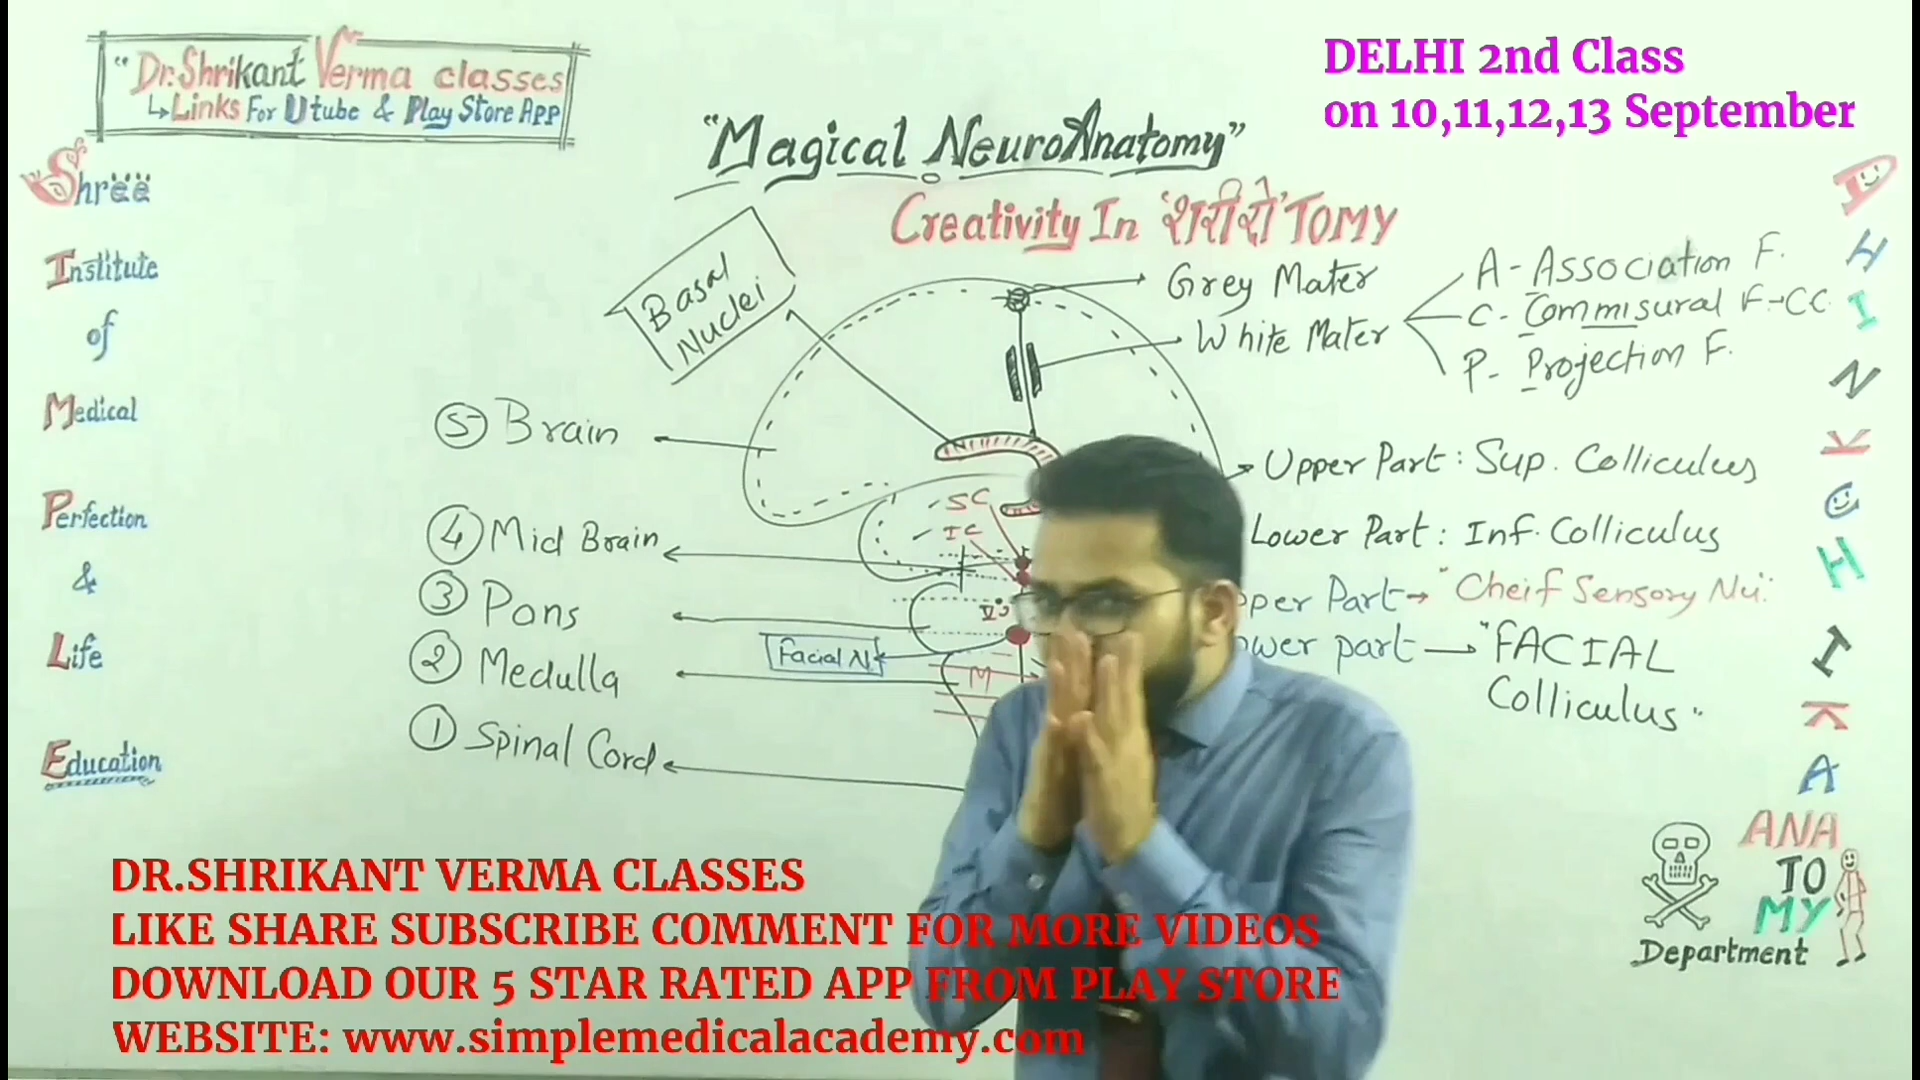 "Dr.Shrikant Verma classes
↳Links For Utube & Play Store App
DELHI 2nd Class
on 10,11,12,13 September
"Magical NeuroAnatomy"
Creativity In 'शरीरो'TOMY
Shree
Institute
of
Medical
Perfection
&
Life
Education
Basal
Nuclei
Grey Mater
White Mater
A - Association F.
C - Commisural F→CC
P - Projection F.
⑤ Brain
④ Mid Brain
③ Pons
② Medulla
① Spinal Cord
SC
IC
V
Facial N.
M
Upper Part : Sup. Colliculus
Lower Part : Inf. Colliculus
pper Part → "Cheif Sensory Nu.
ower part → "FACIAL
Colliculus"
THINK
HINDI
ANA
TO
MY
Department
DR.SHRIKANT VERMA CLASSES
LIKE SHARE SUBSCRIBE COMMENT FOR MORE VIDEOS
DOWNLOAD OUR 5 STAR RATED APP FROM PLAY STORE
WEBSITE: www.simplemedicalacademy.com